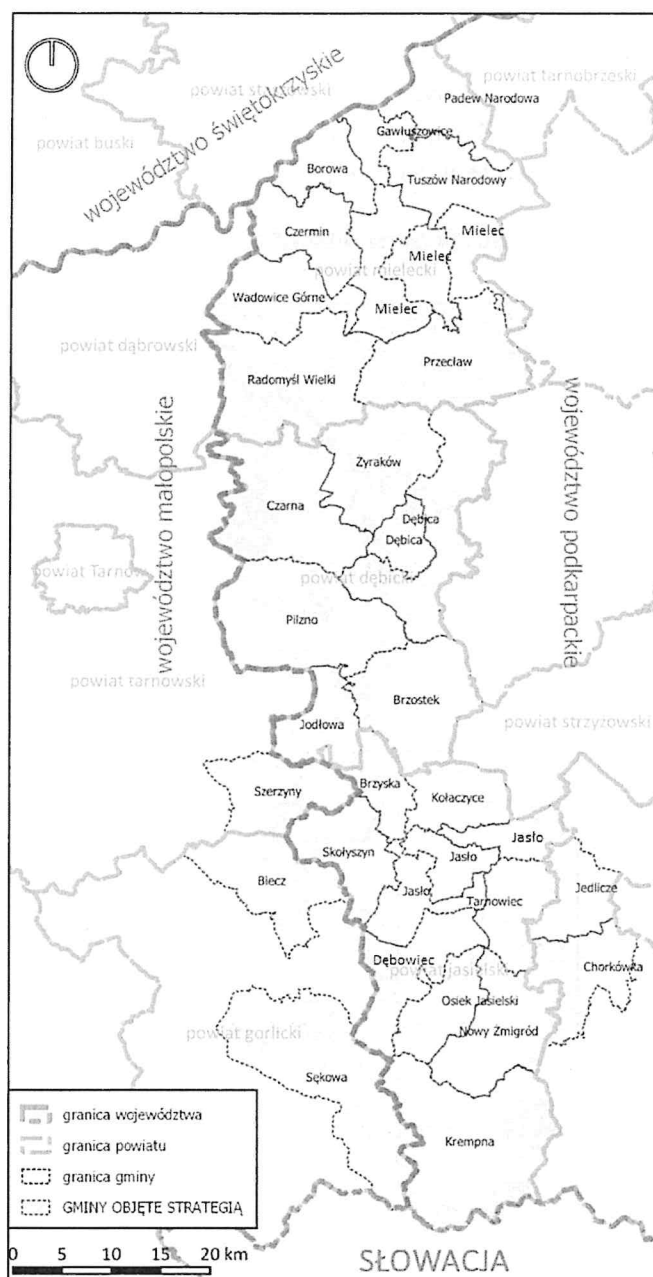 powiat tarnobrzeski
województwo świętokrzyskie
Padew Narodowa
powiat buski
Gawłuszowice
Borowa
Tuszów Narodowy
Czermin
Mielec
Mielec
powiat mielecki
Wadowice Górne
Mielec
powiat dąbrowski
Przecław
Radomyśl Wielki
województwo małopolskie
województwo podkarpackie
Żyraków
Czarna
Dębica
Dębica
powiat Tarnów
powiat dębicki
Pilzno
powiat tarnowski
Brzostek
Jodłowa
powiat strzyżowski
Szerzyny
Brzyska
Kołaczyce
Jasło
Skołyszyn
Jasło
Biecz
Jasło
Jedlicze
Tarnowiec
Dębowiec
powiat jasielski
Chorkówka
Osiek Jasielski
powiat gorlicki
Nowy Żmigród
Sękowa
Krempna
granica województwa
granica powiatu
granica gminy
GMINY OBJĘTE STRATEGIĄ
0 5 10 15 20 km
SŁOWACJA